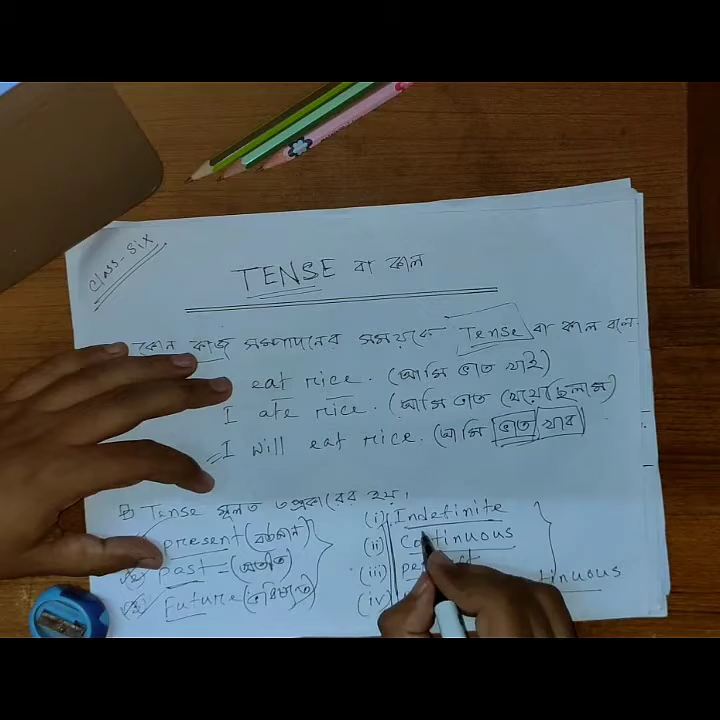 Class-Six
TENSE বা কাল
কোন কাজ সম্পাদনের সময়কে Tense বা কাল বলে
eat rice. (আমি ভাত খাই)
I ate rice. (আমি ভাত খেয়েছিলাম)
I will eat rice. (আমি ভাত খাব)
Tense মূলত ৩ প্রকারের হয়।
present (বর্তমান)
past = (অতীত)
Future (ভবিষ্যত)
(i) Indefinite
(ii) Continuous
(iii)
(iv) tinuous